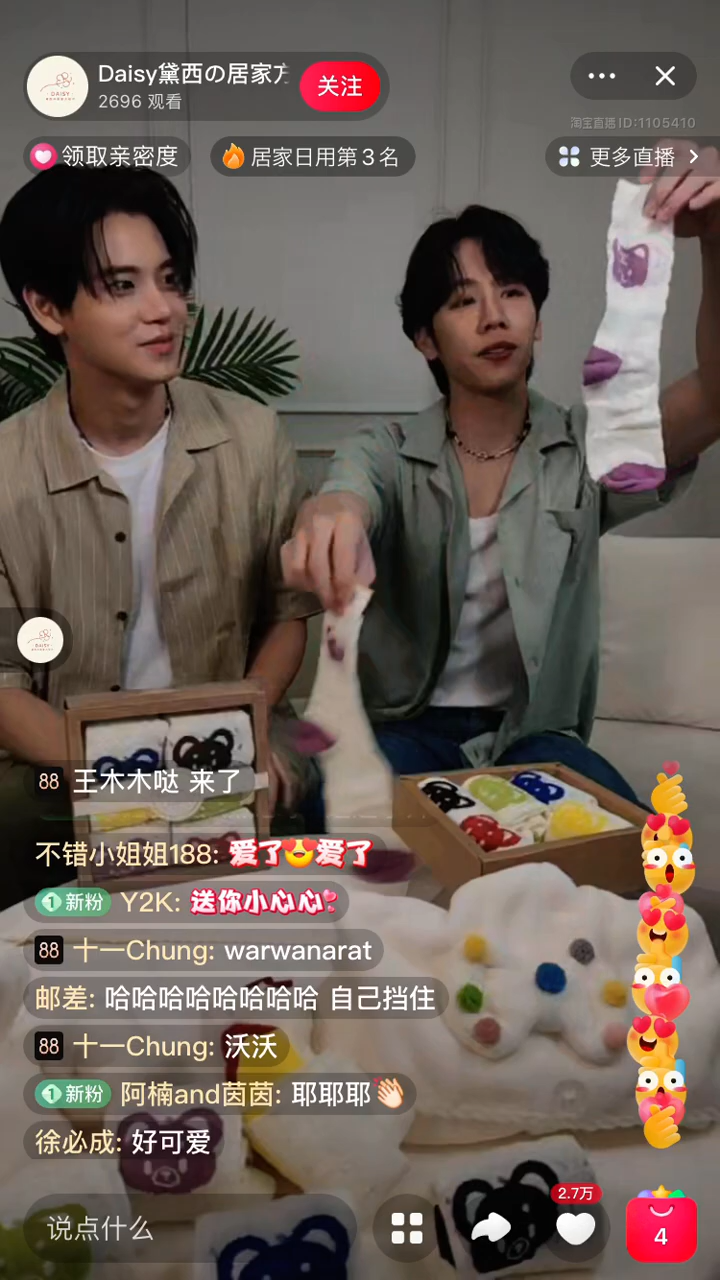 Daisy黛西の居家方
2696 观看
关注
淘宝直播ID:1105410
领取亲密度
居家日用第3名
更多直播
DAISY
88 王木木哒 来了
不错小姐姐188: 爱了😍爱了
1 新粉 Y2K: 送你小心心💕
88 十一Chung: warwanarat
邮差: 哈哈哈哈哈哈哈哈 自己挡住
88 十一Chung: 沃沃
1 新粉 阿楠and茵茵: 耶耶耶👏🏻
徐必成: 好可爱
说点什么
2.7万
4